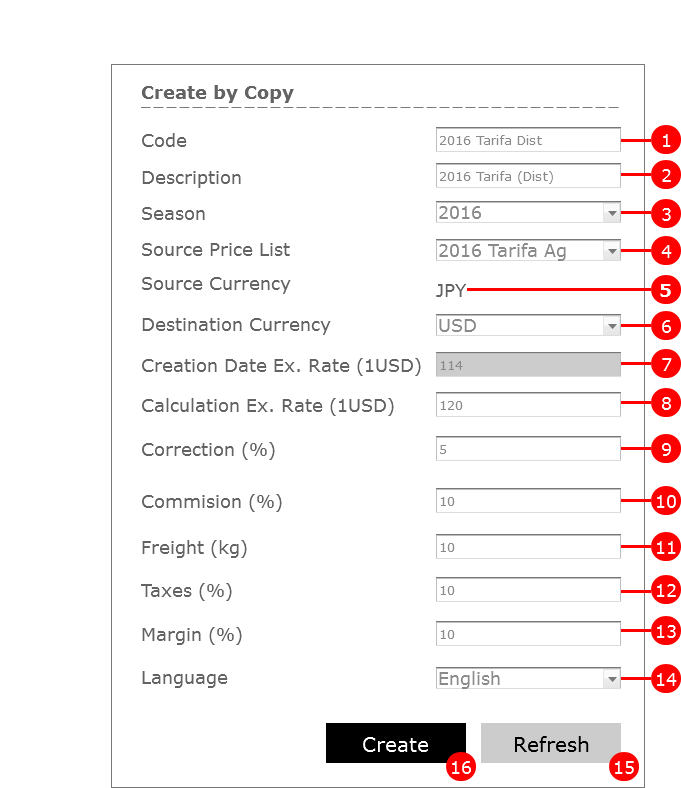 Create by Copy
Code 2016 Tarifa Dist 1
Description 2016 Tarifa (Dist) 2
Season 2016 3
Source Price List 2016 Tarifa Ag 4
Source Currency JPY 5
Destination Currency USD 6
Creation Date Ex. Rate (1USD) 114 7
Calculation Ex. Rate (1USD) 120 8
Correction (%) 5 9
Commision (%) 10 10
Freight (kg) 10 11
Taxes (%) 10 12
Margin (%) 10 13
Language English 14
Create Refresh
16 15